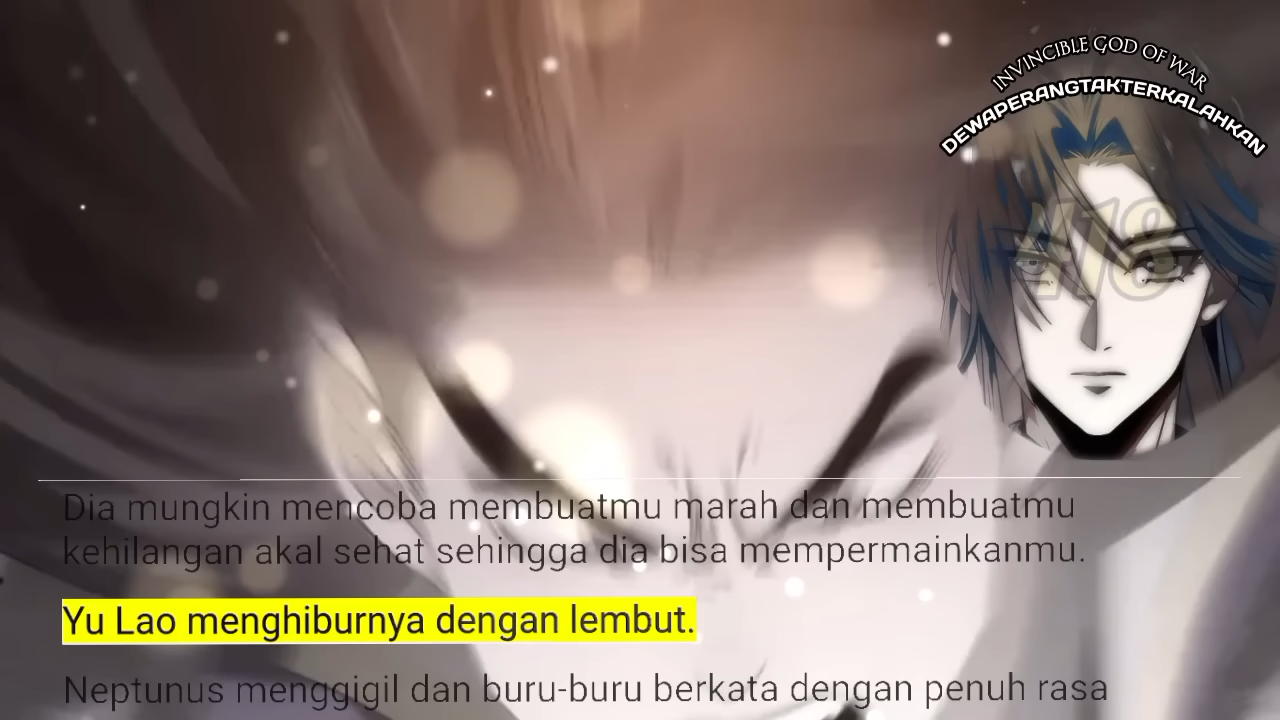 INVINCIBLE GOD OF WAR
DEWAPERANGTAKTERKALAHKAN
Dia mungkin mencoba membuatmu marah dan membuatmu
kehilangan akal sehat sehingga dia bisa mempermainkanmu.
Yu Lao menghiburnya dengan lembut.
Neptunus menggigil dan buru-buru berkata dengan penuh rasa